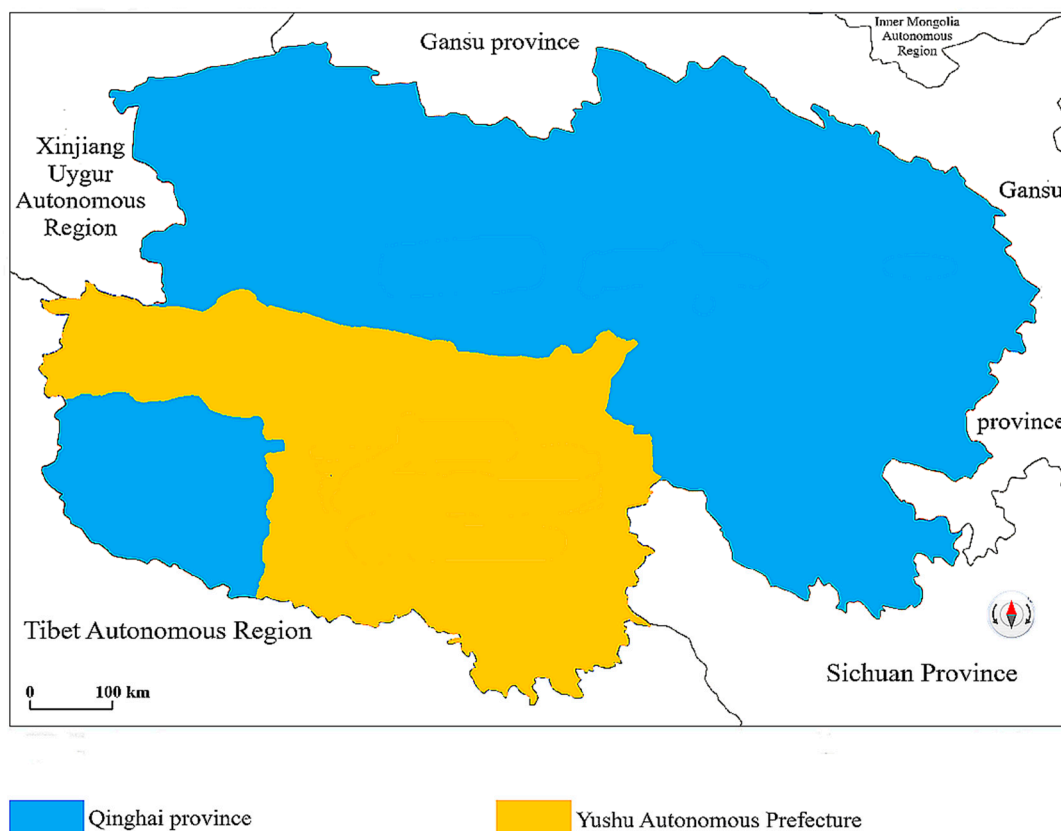 Gansu province
Inner Mongolia
Autonomous
Region
Xinjiang
Uygur
Autonomous
Region
Gansu
province
Tibet Autonomous Region
Sichuan Province
0 100 km
Qinghai province
Yushu Autonomous Prefecture